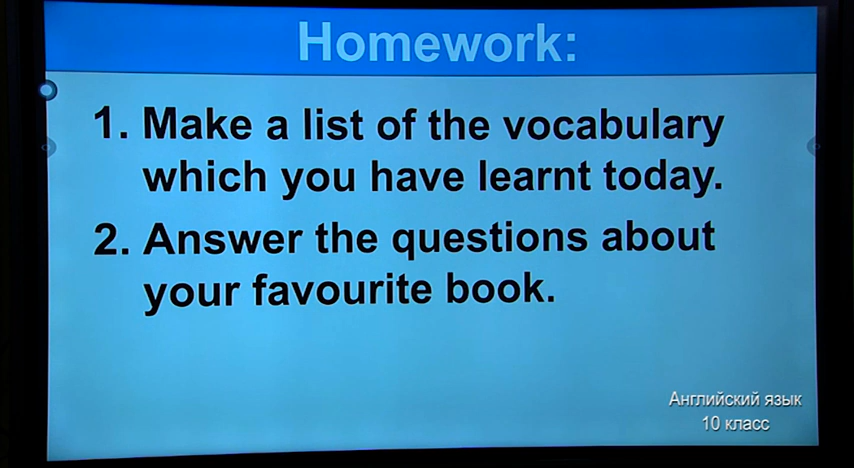 Homework:
1. Make a list of the vocabulary
which you have learnt today.
2. Answer the questions about
your favourite book.
Английский язык
10 класс